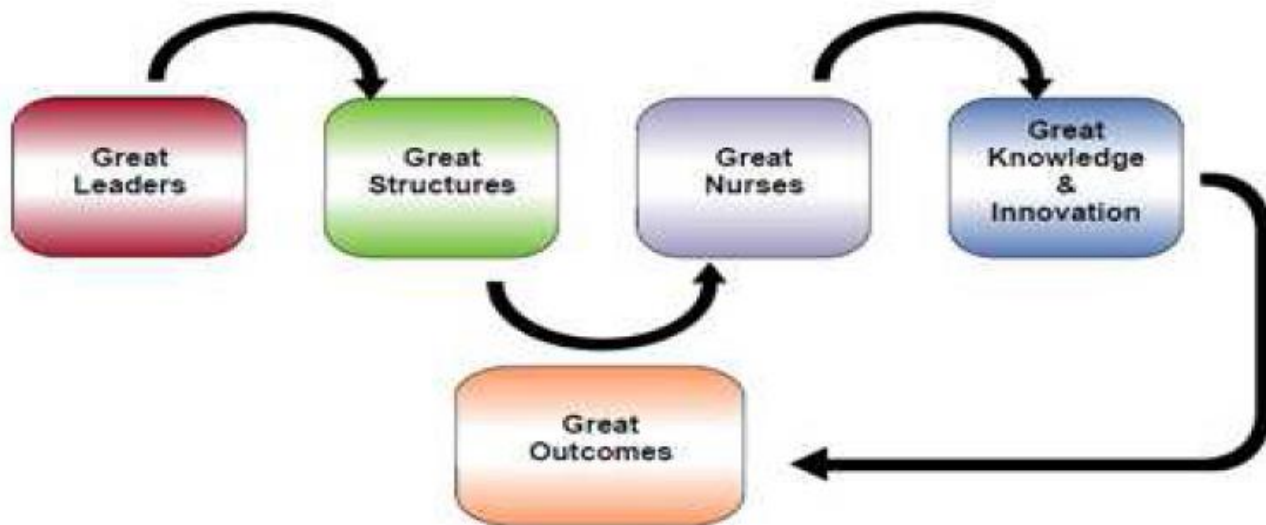 Great
Leaders
Great
Structures
Great
Nurses
Great
Knowledge
&
Innovation
Great
Outcomes